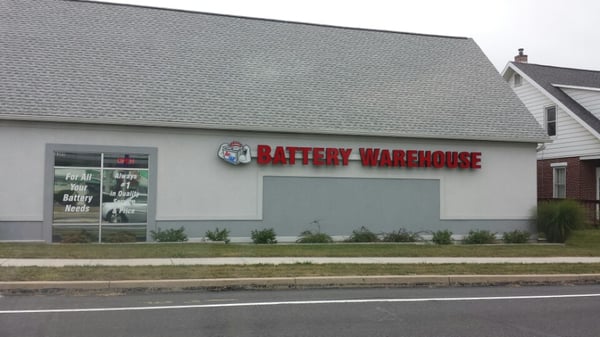 BATTERY WAREHOUSE
For All
Your
Battery
Needs
Always
#1
in Quality
Service
& Price